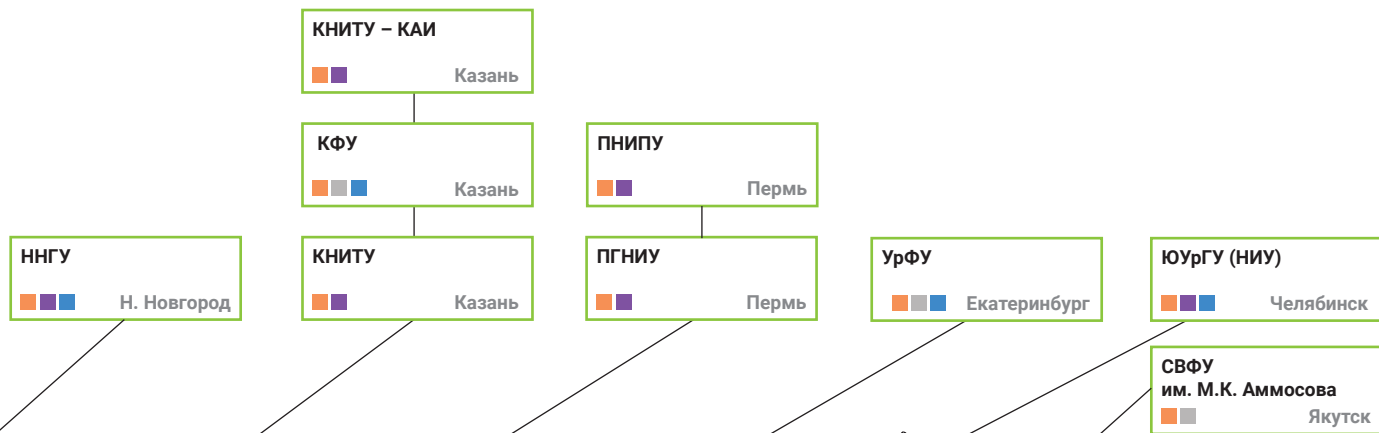 КНИТУ – КАИ
Казань
КФУ
Казань
ПНИПУ
Пермь
ННГУ
Н. Новгород
КНИТУ
Казань
ПГНИУ
Пермь
УрФУ
Екатеринбург
ЮУрГУ (НИУ)
Челябинск
СВФУ
им. М.К. Аммосова
Якутск